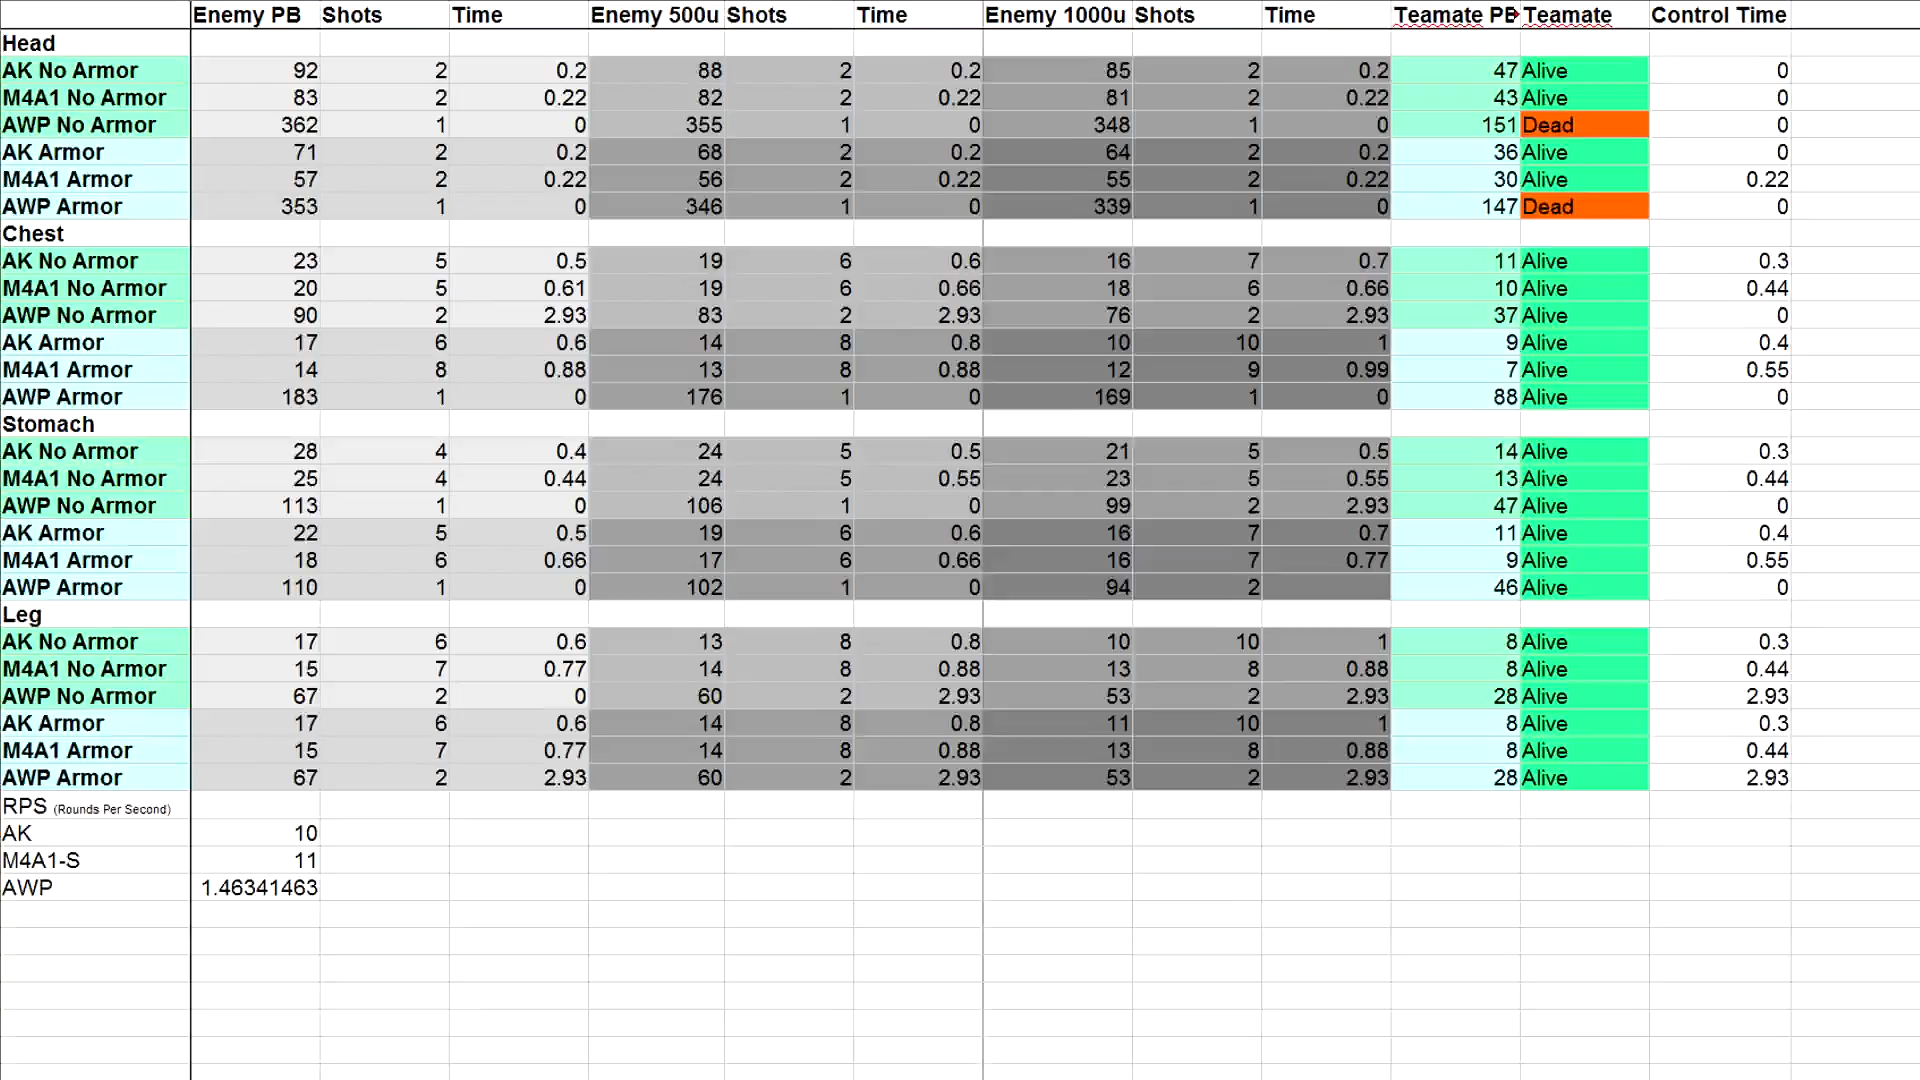 Enemy PB Shots Time Enemy 500u Shots Time Enemy 1000u Shots Time Teamate PB Teamate Control Time
Head
AK No Armor 92 2 0.2 88 2 0.2 85 2 0.2 47 Alive 0
M4A1 No Armor 83 2 0.22 82 2 0.22 81 2 0.22 43 Alive 0
AWP No Armor 362 1 0 355 1 0 348 1 0 151 Dead 0
AK Armor 71 2 0.2 68 2 0.2 64 2 0.2 36 Alive 0
M4A1 Armor 57 2 0.22 56 2 0.22 55 2 0.22 30 Alive 0.22
AWP Armor 353 1 0 346 1 0 339 1 0 147 Dead 0
Chest
AK No Armor 23 5 0.5 19 6 0.6 16 7 0.7 11 Alive 0.3
M4A1 No Armor 20 5 0.61 19 6 0.66 18 6 0.66 10 Alive 0.44
AWP No Armor 90 2 2.93 83 2 2.93 76 2 2.93 37 Alive 0
AK Armor 17 6 0.6 14 8 0.8 10 10 1 9 Alive 0.4
M4A1 Armor 14 8 0.88 13 8 0.88 12 9 0.99 7 Alive 0.55
AWP Armor 183 1 0 176 1 0 169 1 0 88 Alive 0
Stomach
AK No Armor 28 4 0.4 24 5 0.5 21 5 0.5 14 Alive 0.3
M4A1 No Armor 25 4 0.44 24 5 0.55 23 5 0.55 13 Alive 0.44
AWP No Armor 113 1 0 106 1 0 99 2 2.93 47 Alive 0
AK Armor 22 5 0.5 19 6 0.6 16 7 0.7 11 Alive 0.4
M4A1 Armor 18 6 0.66 17 6 0.66 16 7 0.77 9 Alive 0.55
AWP Armor 110 1 0 102 1 0 94 2 46 Alive 0
Leg
AK No Armor 17 6 0.6 13 8 0.8 10 10 1 8 Alive 0.3
M4A1 No Armor 15 7 0.77 14 8 0.88 13 8 0.88 8 Alive 0.44
AWP No Armor 67 2 0 60 2 2.93 53 2 2.93 28 Alive 2.93
AK Armor 17 6 0.6 14 8 0.8 11 10 1 8 Alive 0.3
M4A1 Armor 15 7 0.77 14 8 0.88 13 8 0.88 8 Alive 0.44
AWP Armor 67 2 2.93 60 2 2.93 53 2 2.93 28 Alive 2.93
RPS (Rounds Per Second)
AK 10
M4A1-S 11
AWP 1.46341463